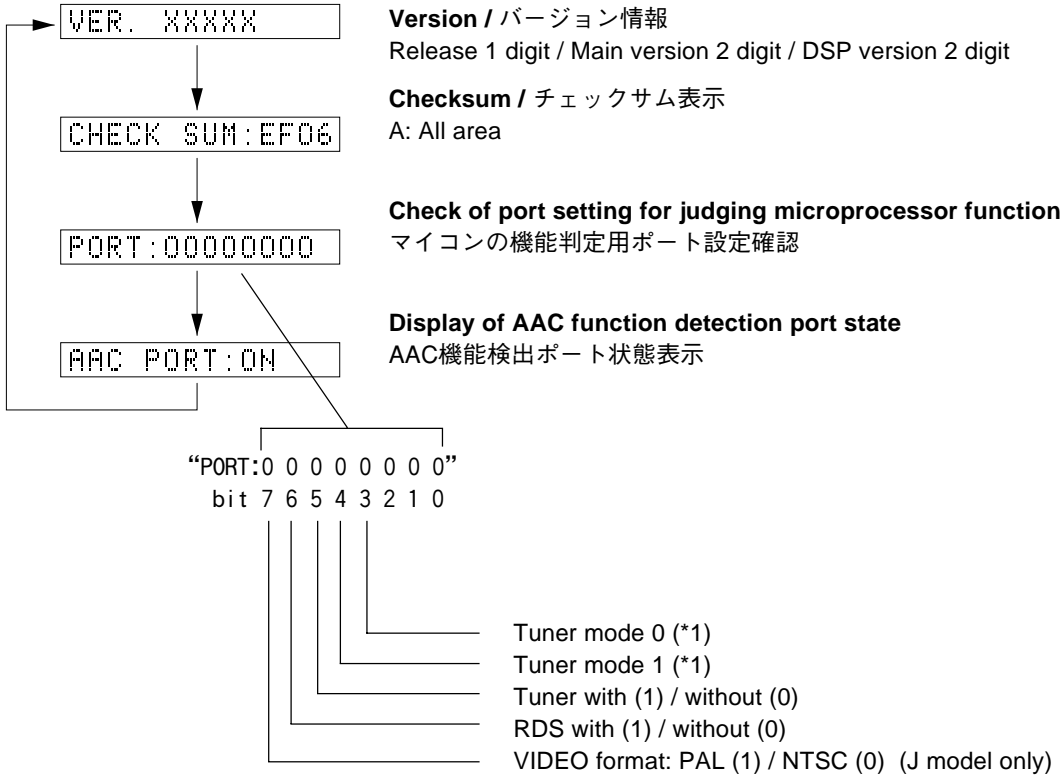 VER. XXXXX
Version / バージョン情報
Release 1 digit / Main version 2 digit / DSP version 2 digit
CHECK SUM:EF06
Checksum / チェックサム表示
A: All area
PORT:00000000
Check of port setting for judging microprocessor function
マイコンの機能判定用ポート設定確認
AAC PORT:ON
Display of AAC function detection port state
AAC機能検出ポート状態表示
“PORT:0 0 0 0 0 0 0 0”
bit 7 6 5 4 3 2 1 0
Tuner mode 0 (*1)
Tuner mode 1 (*1)
Tuner with (1) / without (0)
RDS with (1) / without (0)
VIDEO format: PAL (1) / NTSC (0) (J model only)